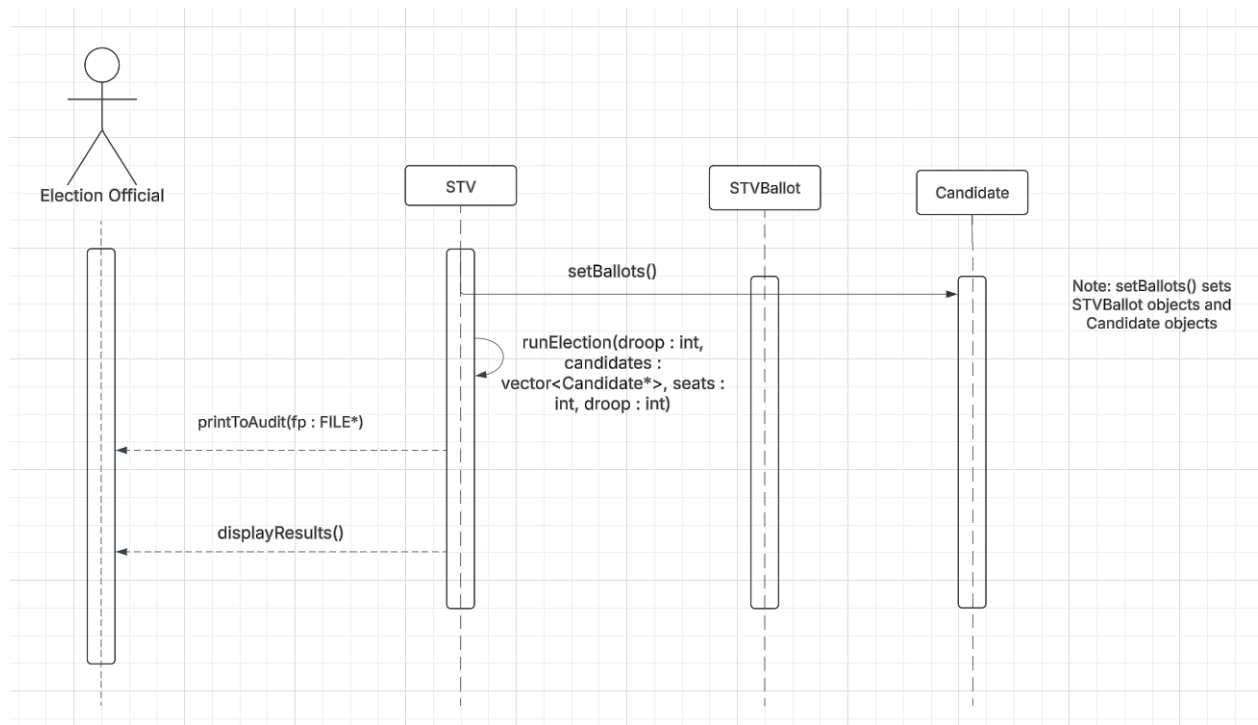 Election Official
STV
STVBallot
Candidate
setBallots()
Note: setBallots() sets
STVBallot objects and
Candidate objects
runElection(droop : int,
candidates :
vector<Candidate*>, seats :
int, droop : int)
printToAudit(fp : FILE*)
displayResults()